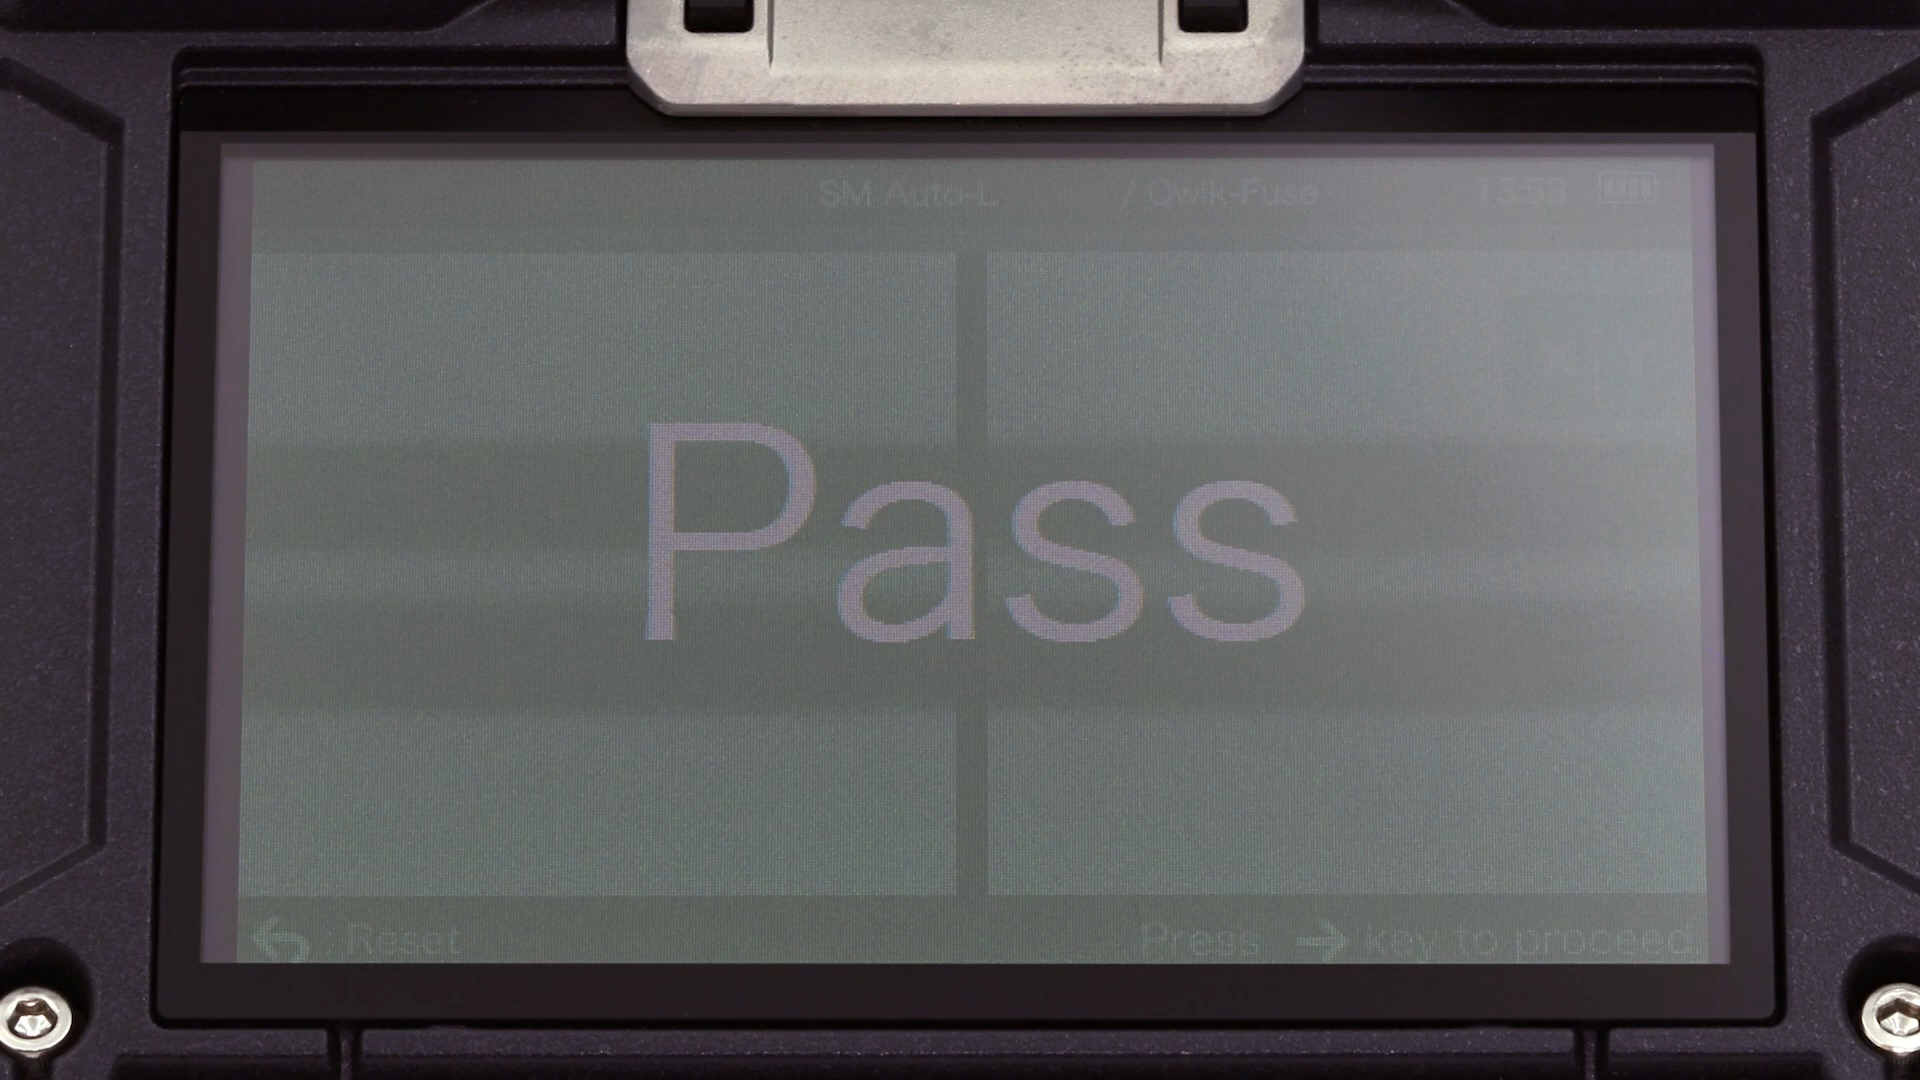 SM Auto-L / Qwik-Fuse 13:53
Pass
: Reset Press → key to proceed.